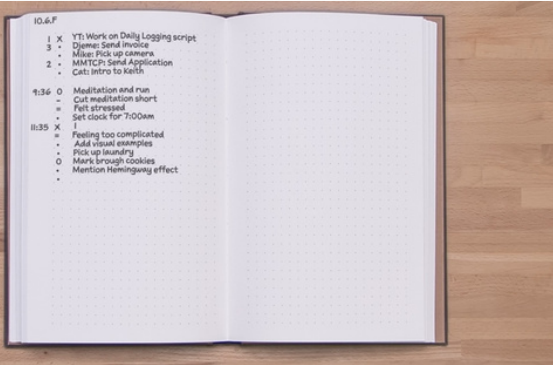 10.6.F
1 X YT: Work on Daily Logging script
3 • Djeme: Send invoice
• Mike: Pick up camera
2 • MMTCP: Send Application
• Cat: Intro to Keith
9:36 O Meditation and run
– Cut meditation short
= Felt stressed
• Set clock for 7:00am
11:35 X 1
= Feeling too complicated
• Add visual examples
• Pick up laundry
O Mark brough cookies
• Mention Hemingway effect
•